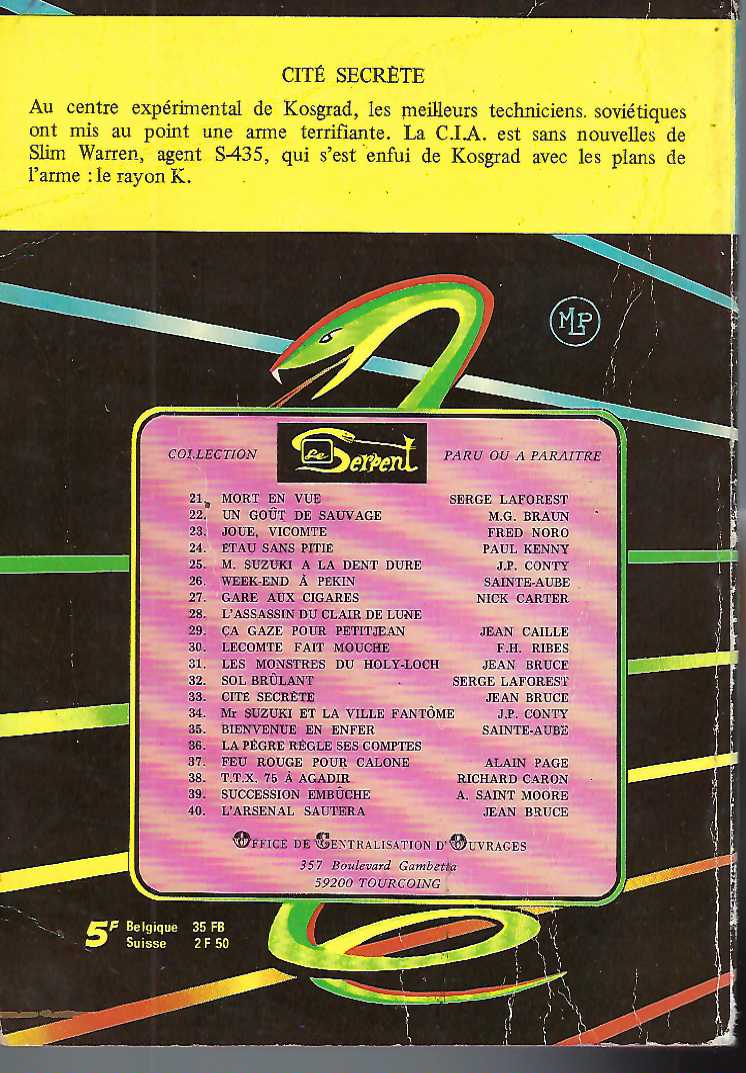 CITÉ SECRÈTE
Au centre expérimental de Kosgrad, les meilleurs techniciens. soviétiques
ont mis au point une arme terrifiante. La C.I.A. est sans nouvelles de
Slim Warren, agent S-435, qui s'est enfui de Kosgrad avec les plans de
l'arme : le rayon K.
MLP
COLLECTION Le Serpent PARU OU A PARAITRE
21. MORT EN VUE SERGE LAFOREST
22. UN GOÛT DE SAUVAGE M.G. BRAUN
23. JOUE, VICOMTE FRED NORO
24. ETAU SANS PITIE PAUL KENNY
25. M. SUZUKI A LA DENT DURE J.P. CONTY
26. WEEK-END À PEKIN SAINTE-AUBE
27. GARE AUX CIGARES NICK CARTER
28. L'ASSASSIN DU CLAIR DE LUNE
29. ÇA GAZE POUR PETITJEAN JEAN CAILLE
30. LECOMTE FAIT MOUCHE F.H. RIBES
31. LES MONSTRES DU HOLY-LOCH JEAN BRUCE
32. SOL BRÛLANT SERGE LAFOREST
33. CITÉ SECRÈTE JEAN BRUCE
34. Mr SUZUKI ET LA VILLE FANTÔME J.P. CONTY
35. BIENVENUE EN ENFER SAINTE-AUBE
36. LA PÈGRE RÈGLE SES COMPTES
37. FEU ROUGE POUR CALONE ALAIN PAGE
38. T.T.X. 75 À AGADIR RICHARD CARON
39. SUCCESSION EMBÛCHE A. SAINT MOORE
40. L'ARSENAL SAUTERA JEAN BRUCE
OFFICE DE CENTRALISATION D'OUVRAGES
357 Boulevard Gambetta
59200 TOURCOING
5F Belgique 35 FB
Suisse 2 F 50